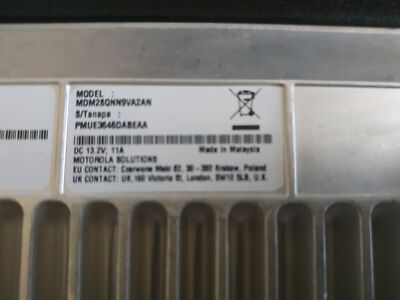 MODEL :
MDM28QNN9VA2AN
S/Tanapa :
PMUE3646DABEAA
DC 13.2V; 11A
Made in Malaysia
MOTOROLA SOLUTIONS
EU CONTACT: Czerwone Maki 82, 30 - 392 Krakow, Poland
UK CONTACT: UK, 160 Victoria St, London, SW1E 5LB, U.K.